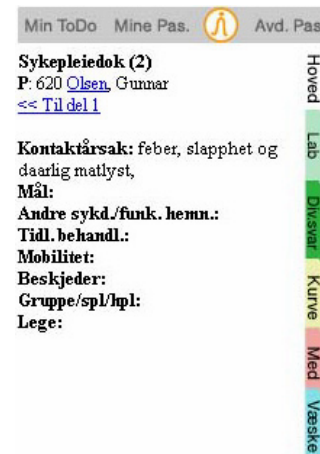 Min ToDo Mine Pas. Avd. Pas
Sykepleiedok (2)
P: 620 Olsen, Gunnar
<< Til del 1
Kontaktårsak: feber, slapphet og
daarlig matlyst,
Mål:
Andre sykd./funk. hemn.:
Tidl. behandl.:
Mobilitet:
Beskjeder:
Gruppe/spl/hpl:
Lege:
Hoved
Lab
Div.svar
Kurve
Med
Væske